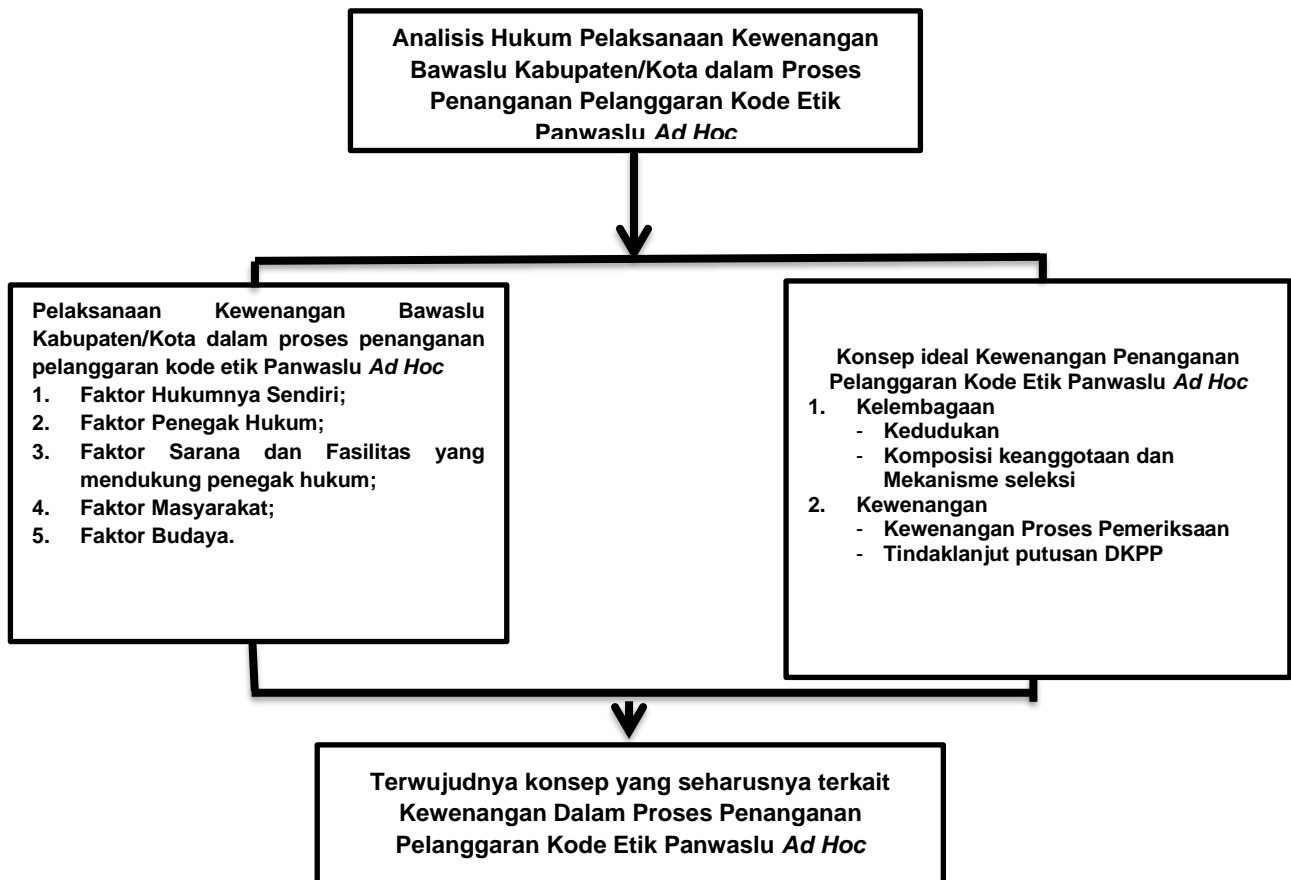 Analisis Hukum Pelaksanaan Kewenangan
Bawaslu Kabupaten/Kota dalam Proses
Penanganan Pelanggaran Kode Etik
Panwaslu Ad Hoc
Pelaksanaan Kewenangan Bawaslu
Kabupaten/Kota dalam proses penanganan
pelanggaran kode etik Panwaslu Ad Hoc
1. Faktor Hukumnya Sendiri;
2. Faktor Penegak Hukum;
3. Faktor Sarana dan Fasilitas yang
mendukung penegak hukum;
4. Faktor Masyarakat;
5. Faktor Budaya.
Konsep ideal Kewenangan Penanganan
Pelanggaran Kode Etik Panwaslu Ad Hoc
1. Kelembagaan
- Kedudukan
- Komposisi keanggotaan dan
Mekanisme seleksi
2. Kewenangan
- Kewenangan Proses Pemeriksaan
- Tindaklanjut putusan DKPP
Terwujudnya konsep yang seharusnya terkait
Kewenangan Dalam Proses Penanganan
Pelanggaran Kode Etik Panwaslu Ad Hoc